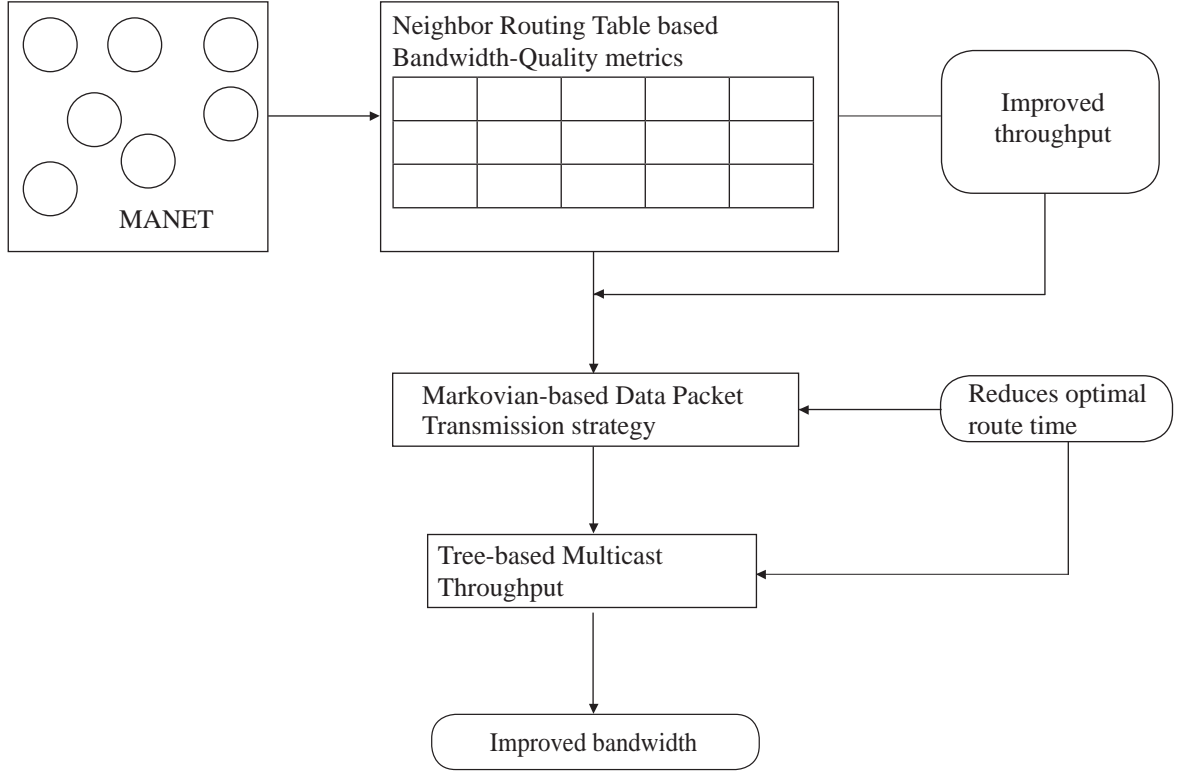 Neighbor Routing Table based
Bandwidth-Quality metrics
Improved
throughput
MANET
Markovian-based Data Packet
Transmission strategy
Reduces optimal
route time
Tree-based Multicast
Throughput
Improved bandwidth